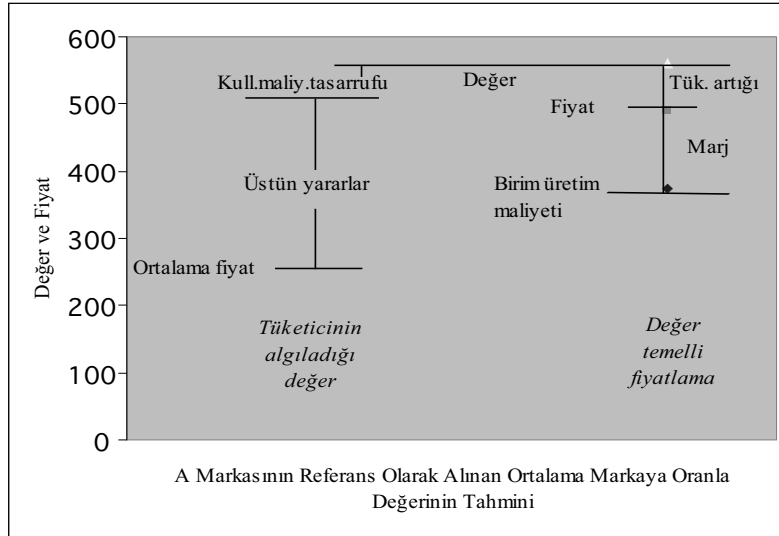 600
500
400
300
200
100
0
Değer ve Fiyat
Kull.maliy.tasarrufu
Değer
Tük. artığı
Fiyat
Marj
Üstün yararlar
Birim üretim
maliyeti
Ortalama fiyat
Tüketicinin
algıladığı
değer
Değer
temelli
fiyatlama
A Markasının Referans Olarak Alınan Ortalama Markaya Oranla
Değerinin Tahmini